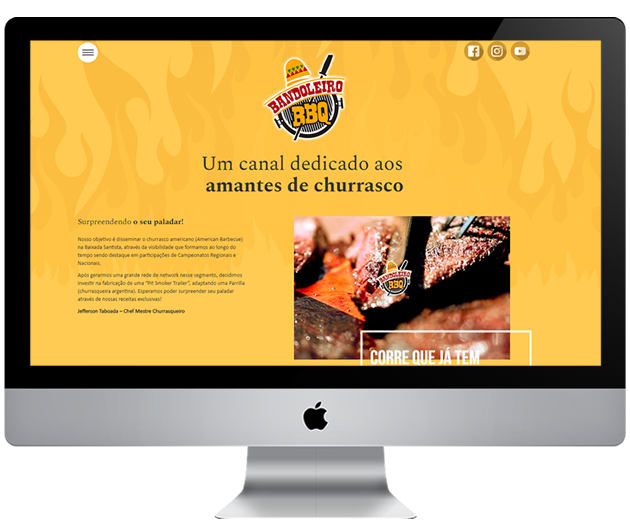 BANDOLEIRO
BBQ
Um canal dedicado aos
amantes de churrasco
Surpreendendo o seu paladar!
Nosso objetivo é disseminar o churrasco americano (American Barbecue)
na Baixada Santista, através da visibilidade que formamos ao longo do
tempo sendo destaque em participações de Campeonatos Regionais e
Nacionais.
Após gerarmos uma grande rede de network nesse segmento, decidimos
investir na fabricação de uma "Pit Smoker Trailer", adaptando uma Parrilla
(churrasqueira argentina). Esperamos poder surpreender seu paladar
através de nossas receitas exclusivas!
Jefferson Taboada – Chef Mestre Churrasqueiro
BANDOLEIRO
BBQ
CORRE QUE JÁ TEM